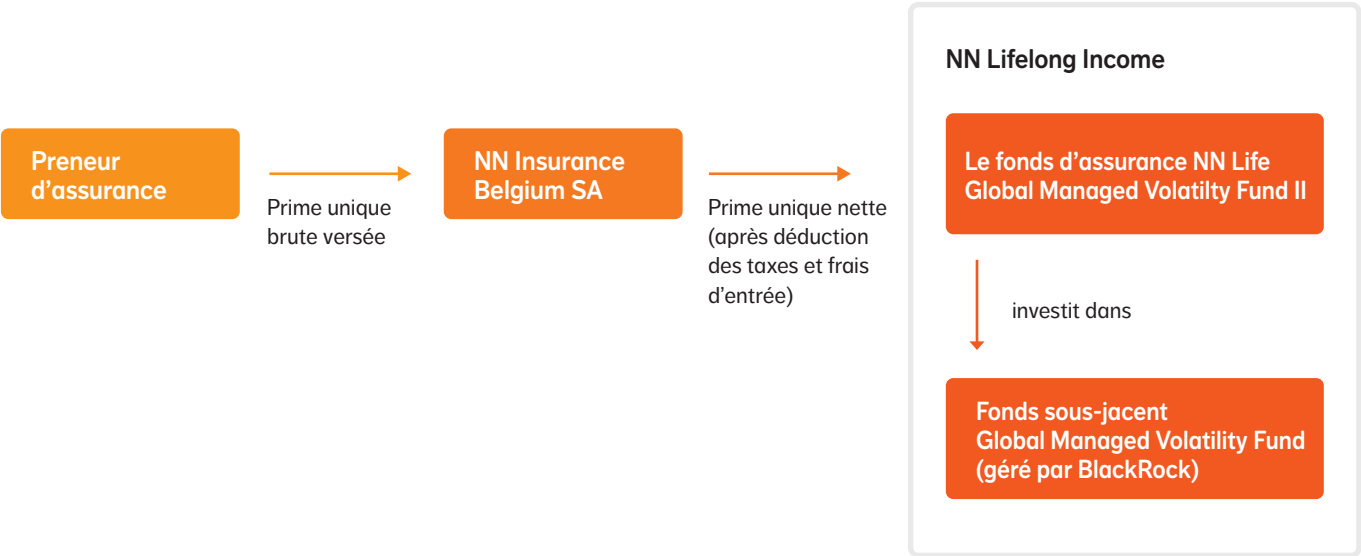 Preneur
d'assurance
Prime unique
brute versée
NN Insurance
Belgium SA
Prime unique nette
(après déduction
des taxes et frais
d'entrée)
NN Lifelong Income
Le fonds d'assurance NN Life
Global Managed Volatilty Fund II
investit dans
Fonds sous-jacent
Global Managed Volatility Fund
(géré par BlackRock)